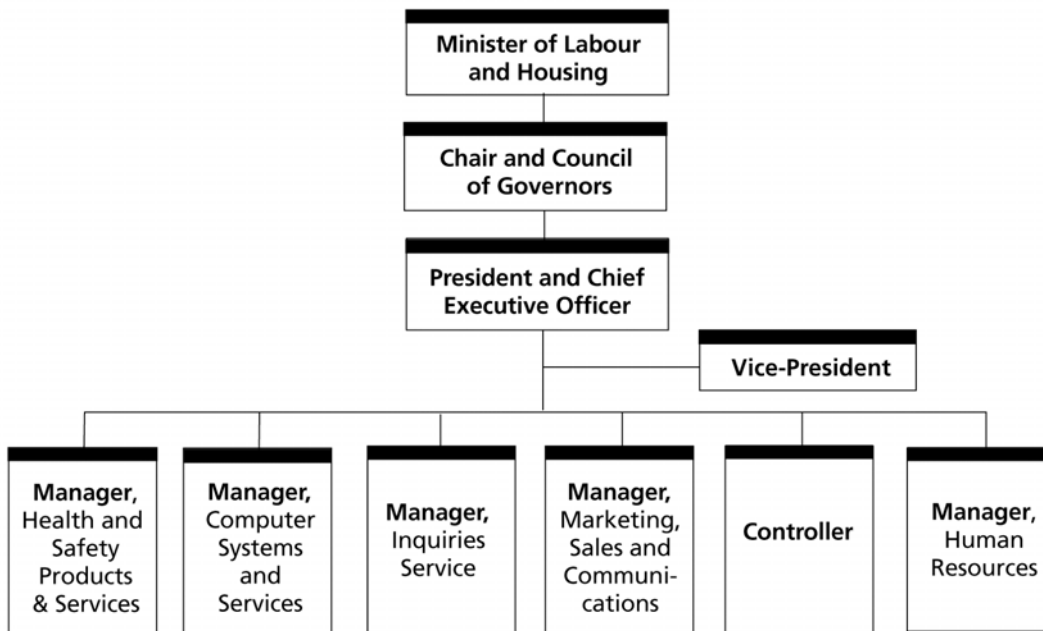 Minister of Labour
and Housing
Chair and Council
of Governors
President and Chief
Executive Officer
Vice-President
Manager,
Health and
Safety
Products
& Services
Manager,
Computer
Systems
and
Services
Manager,
Inquiries
Service
Manager,
Marketing,
Sales and
Communi-
cations
Controller
Manager,
Human
Resources